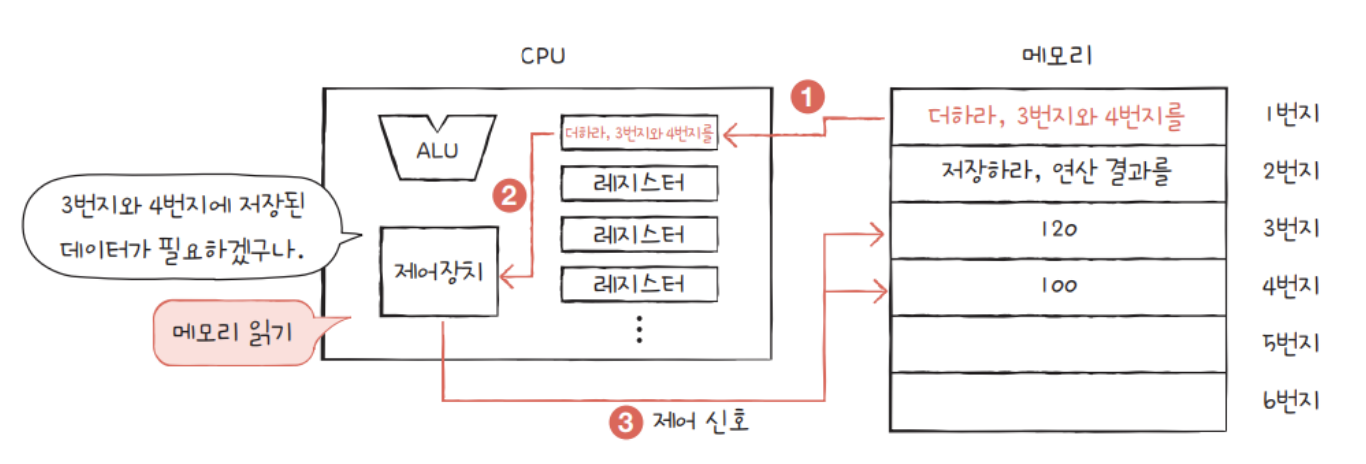 CPU
메모리
1
더하라, 3번지와 4번지를
1번지
ALU
더하라, 3번지와 4번지를
저장하라, 연산 결과를
2번지
2
레지스터
3번지와 4번지에 저장된
데이터가 필요하겠구나.
레지스터
120
3번지
제어장치
레지스터
100
4번지
메모리 읽기
5번지
6번지
3 제어 신호